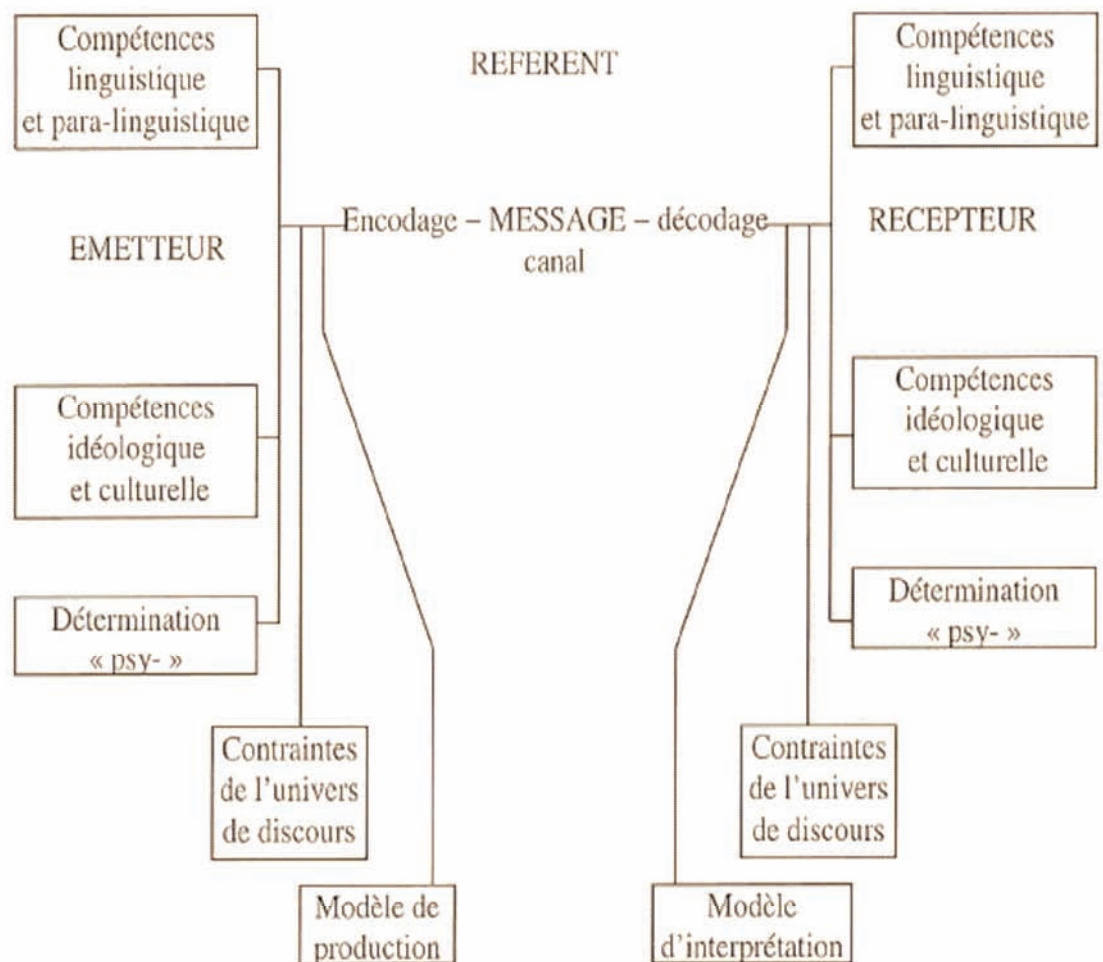 Compétences
linguistique
et para-linguistique
REFERENT
Compétences
linguistique
et para-linguistique
EMETTEUR
Encodage – MESSAGE – décodage
canal
RECEPTEUR
Compétences
idéologique
et culturelle
Compétences
idéologique
et culturelle
Détermination
« psy- »
Détermination
« psy- »
Contraintes
de l'univers
de discours
Contraintes
de l'univers
de discours
Modèle de
production
Modèle
d'interprétation